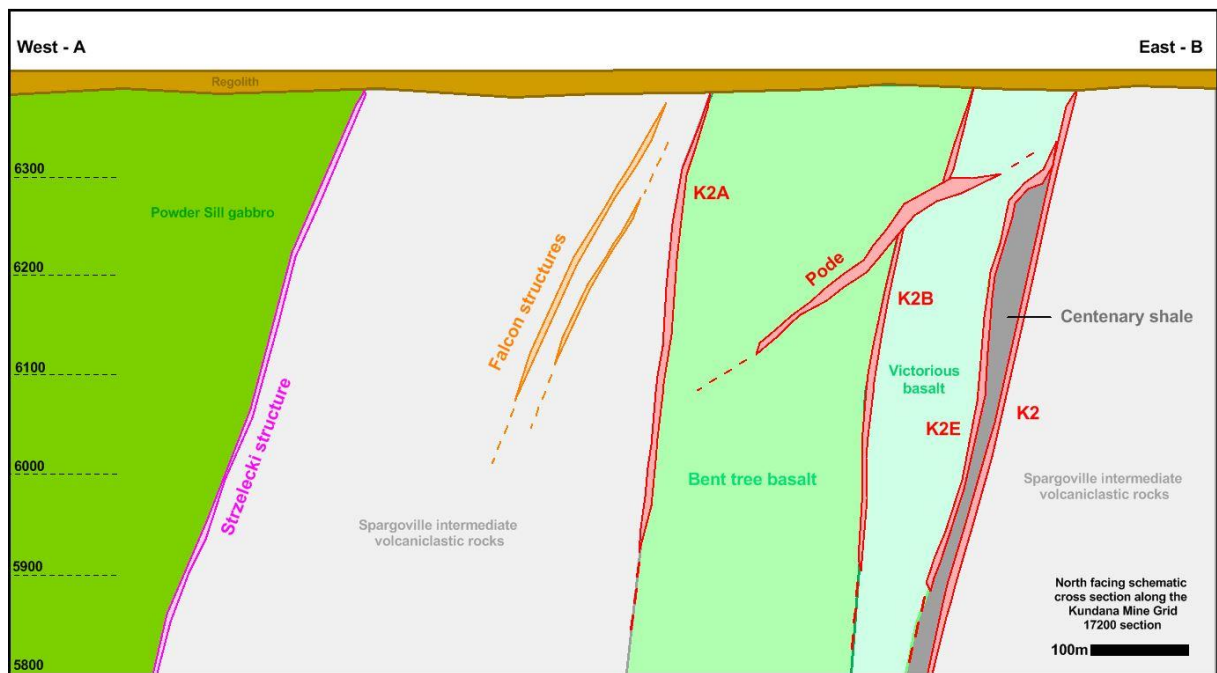 West - A
East - B
Regolith
6300
6200
6100
6000
5900
5800
Powder Sill gabbro
Strzelecki structure
Falcon structures
K2A
Pode
K2B
Centenary shale
Victorious
basalt
K2
K2E
Bent tree basalt
Spargoville intermediate
volcaniclastic rocks
Spargoville intermediate
volcaniclastic rocks
North facing schematic
cross section along the
Kundana Mine Grid
17200 section
100m